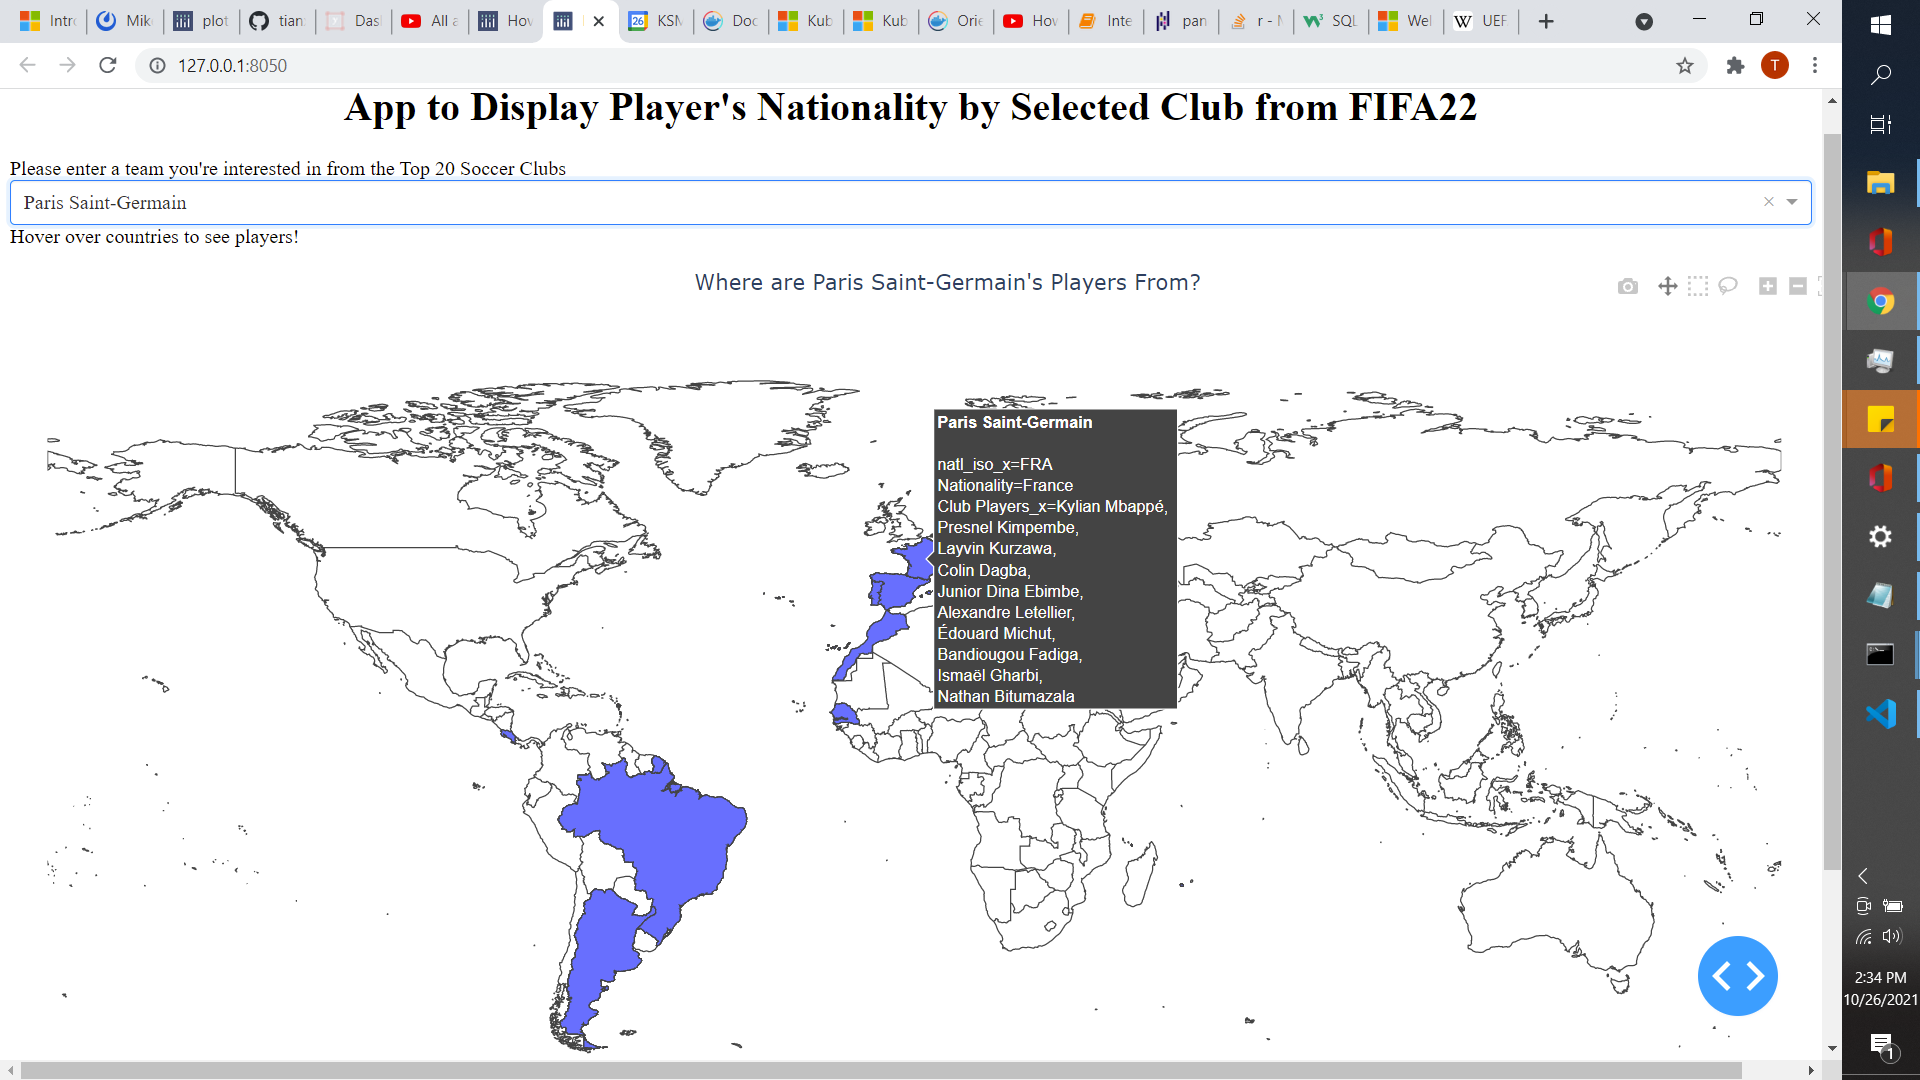 Intr
Mik
plot
tian
Das
All a
Hov
KSM
Doc
Kub
Kub
Orie
How
Inte
pan
r - N
SQL
Wel
UEF
127.0.0.1:8050
T
App to Display Player's Nationality by Selected Club from FIFA22
Please enter a team you're interested in from the Top 20 Soccer Clubs
Paris Saint-Germain
Hover over countries to see players!
Where are Paris Saint-Germain's Players From?
Paris Saint-Germain
natl_iso_x=FRA
Nationality=France
Club Players_x=Kylian Mbappé,
Presnel Kimpembe,
Layvin Kurzawa,
Colin Dagba,
Junior Dina Ebimbe,
Alexandre Letellier,
Édouard Michut,
Bandiougou Fadiga,
Ismaël Gharbi,
Nathan Bitumazala
2:34 PM
10/26/2021
1